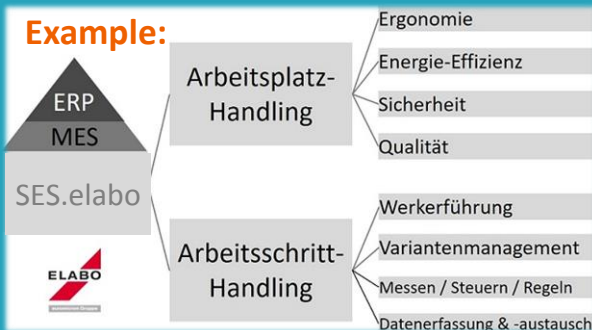 Example:
ERP
MES
SES.elabo
ELABO
Arbeitsplatz-
Handling
Ergonomie
Energie-Effizienz
Sicherheit
Qualität
Arbeitsschritt-
Handling
Werkerführung
Variantenmanagement
Messen / Steuern / Regeln
Datenerfassung & -austausch